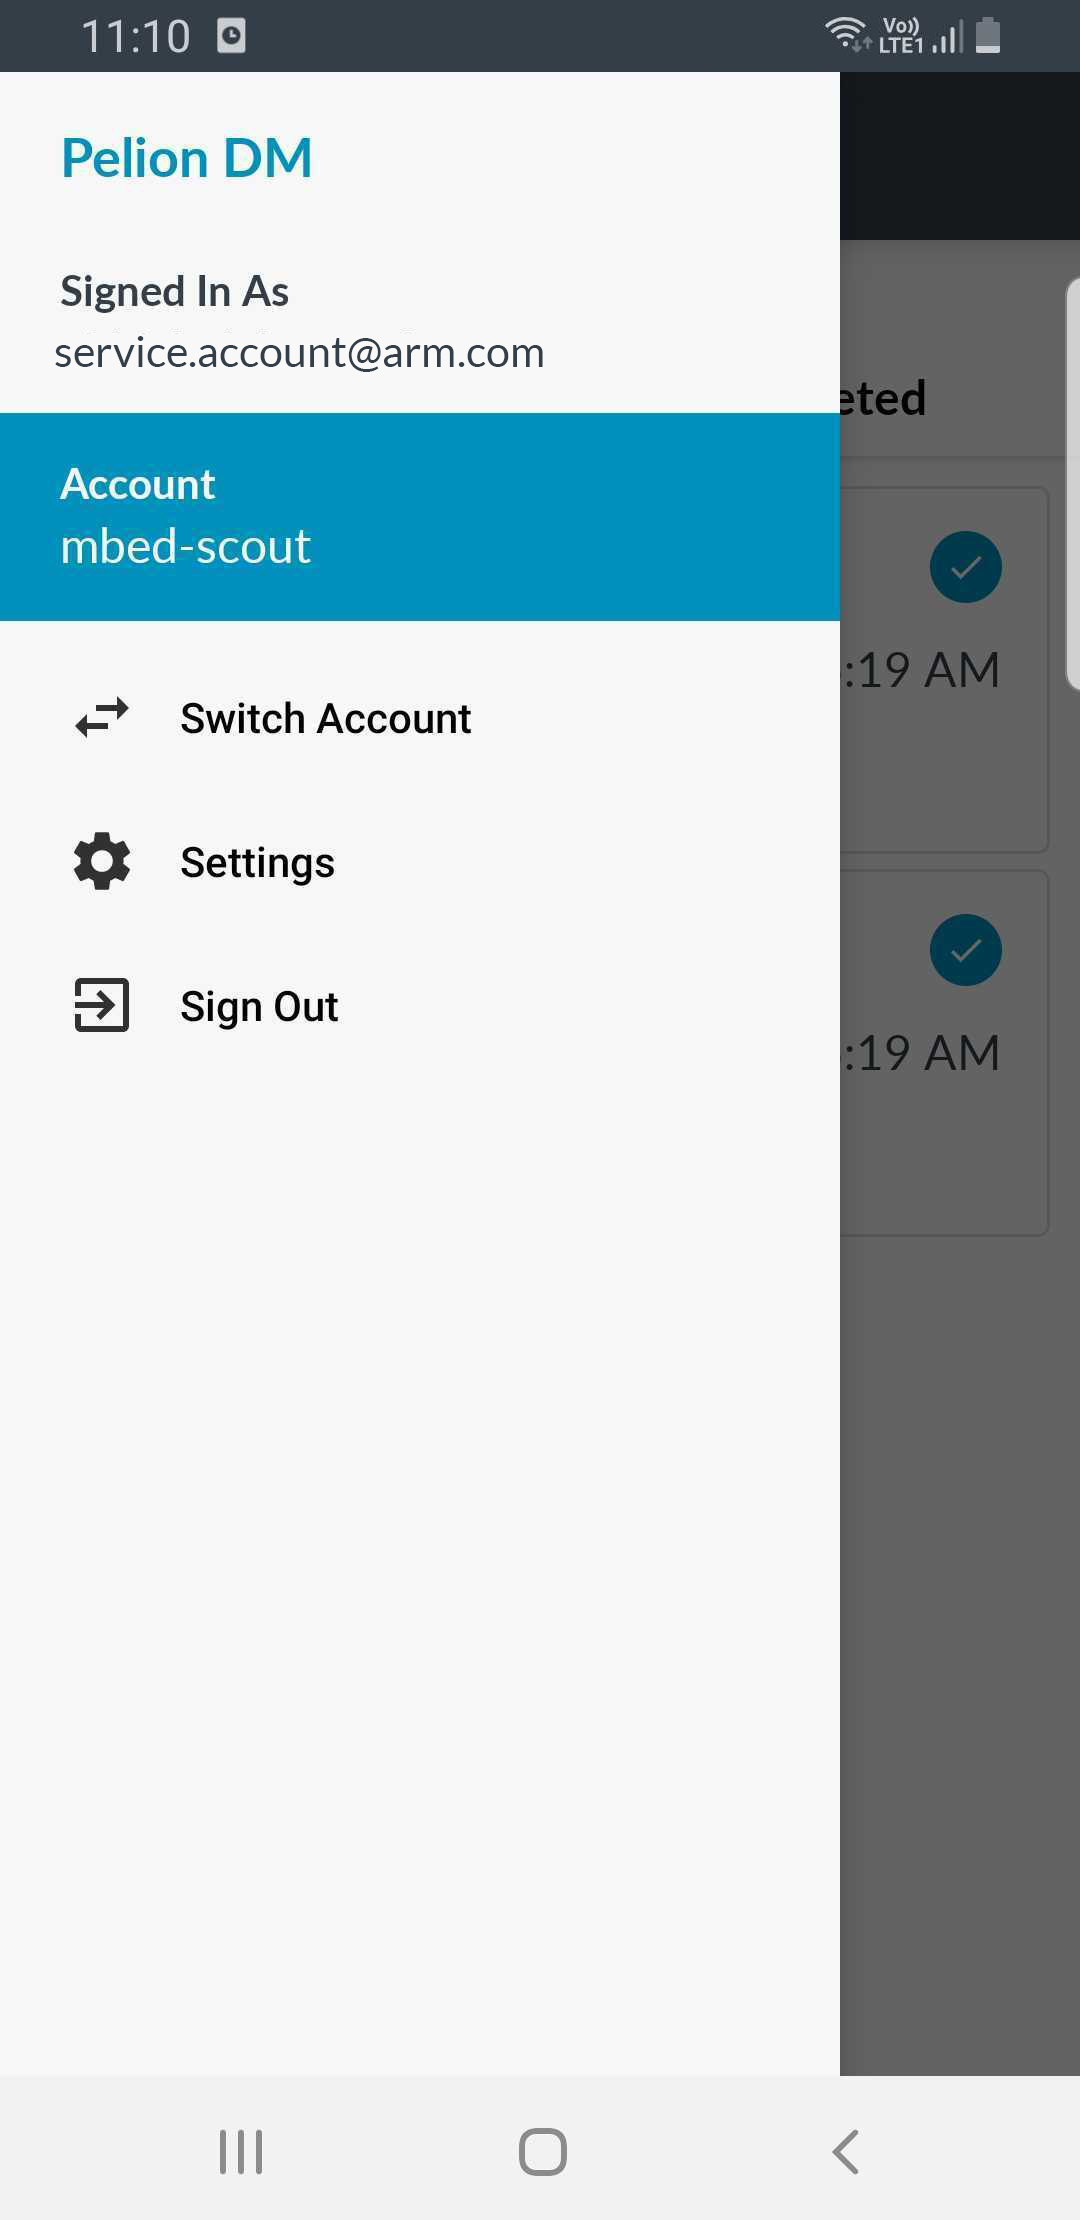 11:10
Vo))
LTE1
Pelion DM
Signed In As
service.account@arm.com
eted
Account
mbed-scout
:19 AM
Switch Account
Settings
Sign Out
:19 AM